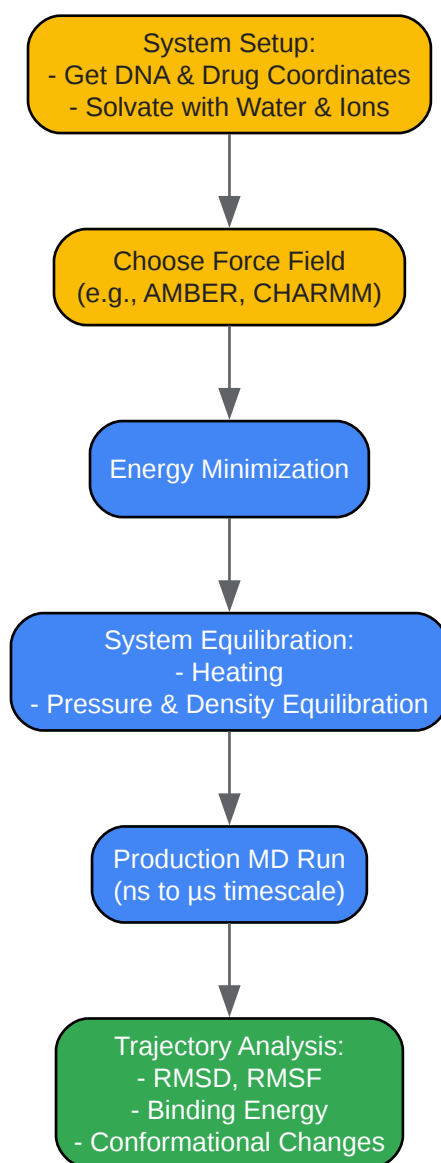 System Setup:
- Get DNA & Drug Coordinates
- Solvate with Water & Ions
Choose Force Field
(e.g., AMBER, CHARMM)
Energy Minimization
System Equilibration:
- Heating
- Pressure & Density Equilibration
Production MD Run
(ns to µs timescale)
Trajectory Analysis:
- RMSD, RMSF
- Binding Energy
- Conformational Changes